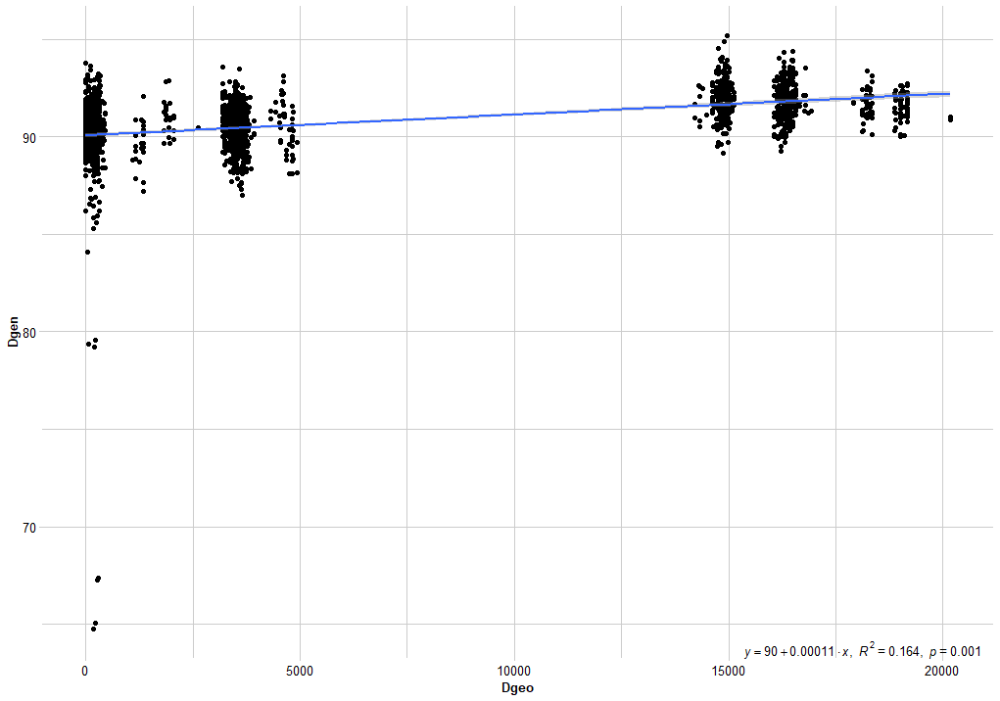 Dgen
90
80
70
y = 90 + 0.00011 · x, R² = 0.164, p = 0.001
0 5000 10000 15000 20000
Dgeo